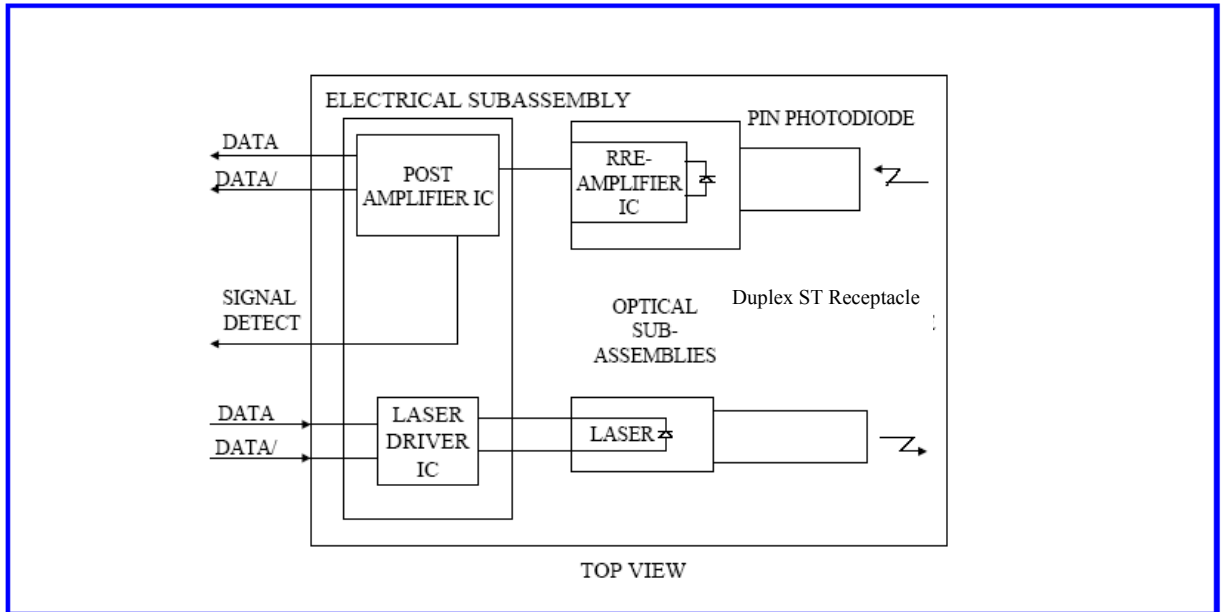 ELECTRICAL SUBASSEMBLY
PIN PHOTODIODE
DATA
DATA/
POST
AMPLIFIER IC
RRE-
AMPLIFIER
IC
SIGNAL
DETECT
OPTICAL
SUB-
ASSEMBLIES
Duplex ST Receptacle
DATA
DATA/
LASER
DRIVER
IC
LASER
TOP VIEW